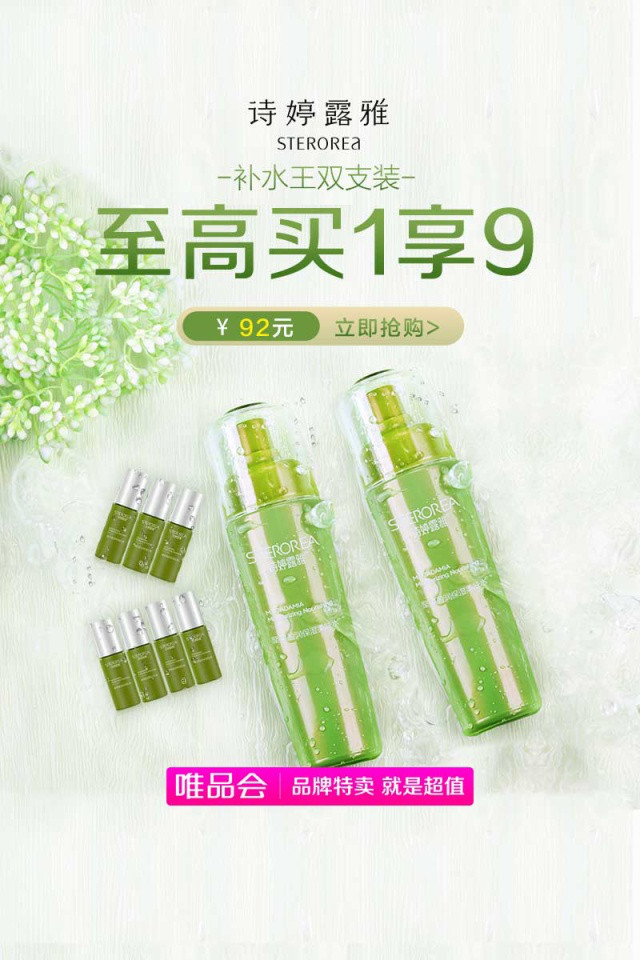 诗婷露雅
STEROREa
-补水王双支装-
至高买1享9
¥ 92元 立即抢购>
STEROREA
STEROREA
诗婷露雅
MACADAMIA
唯品会 | 品牌特卖 就是超值